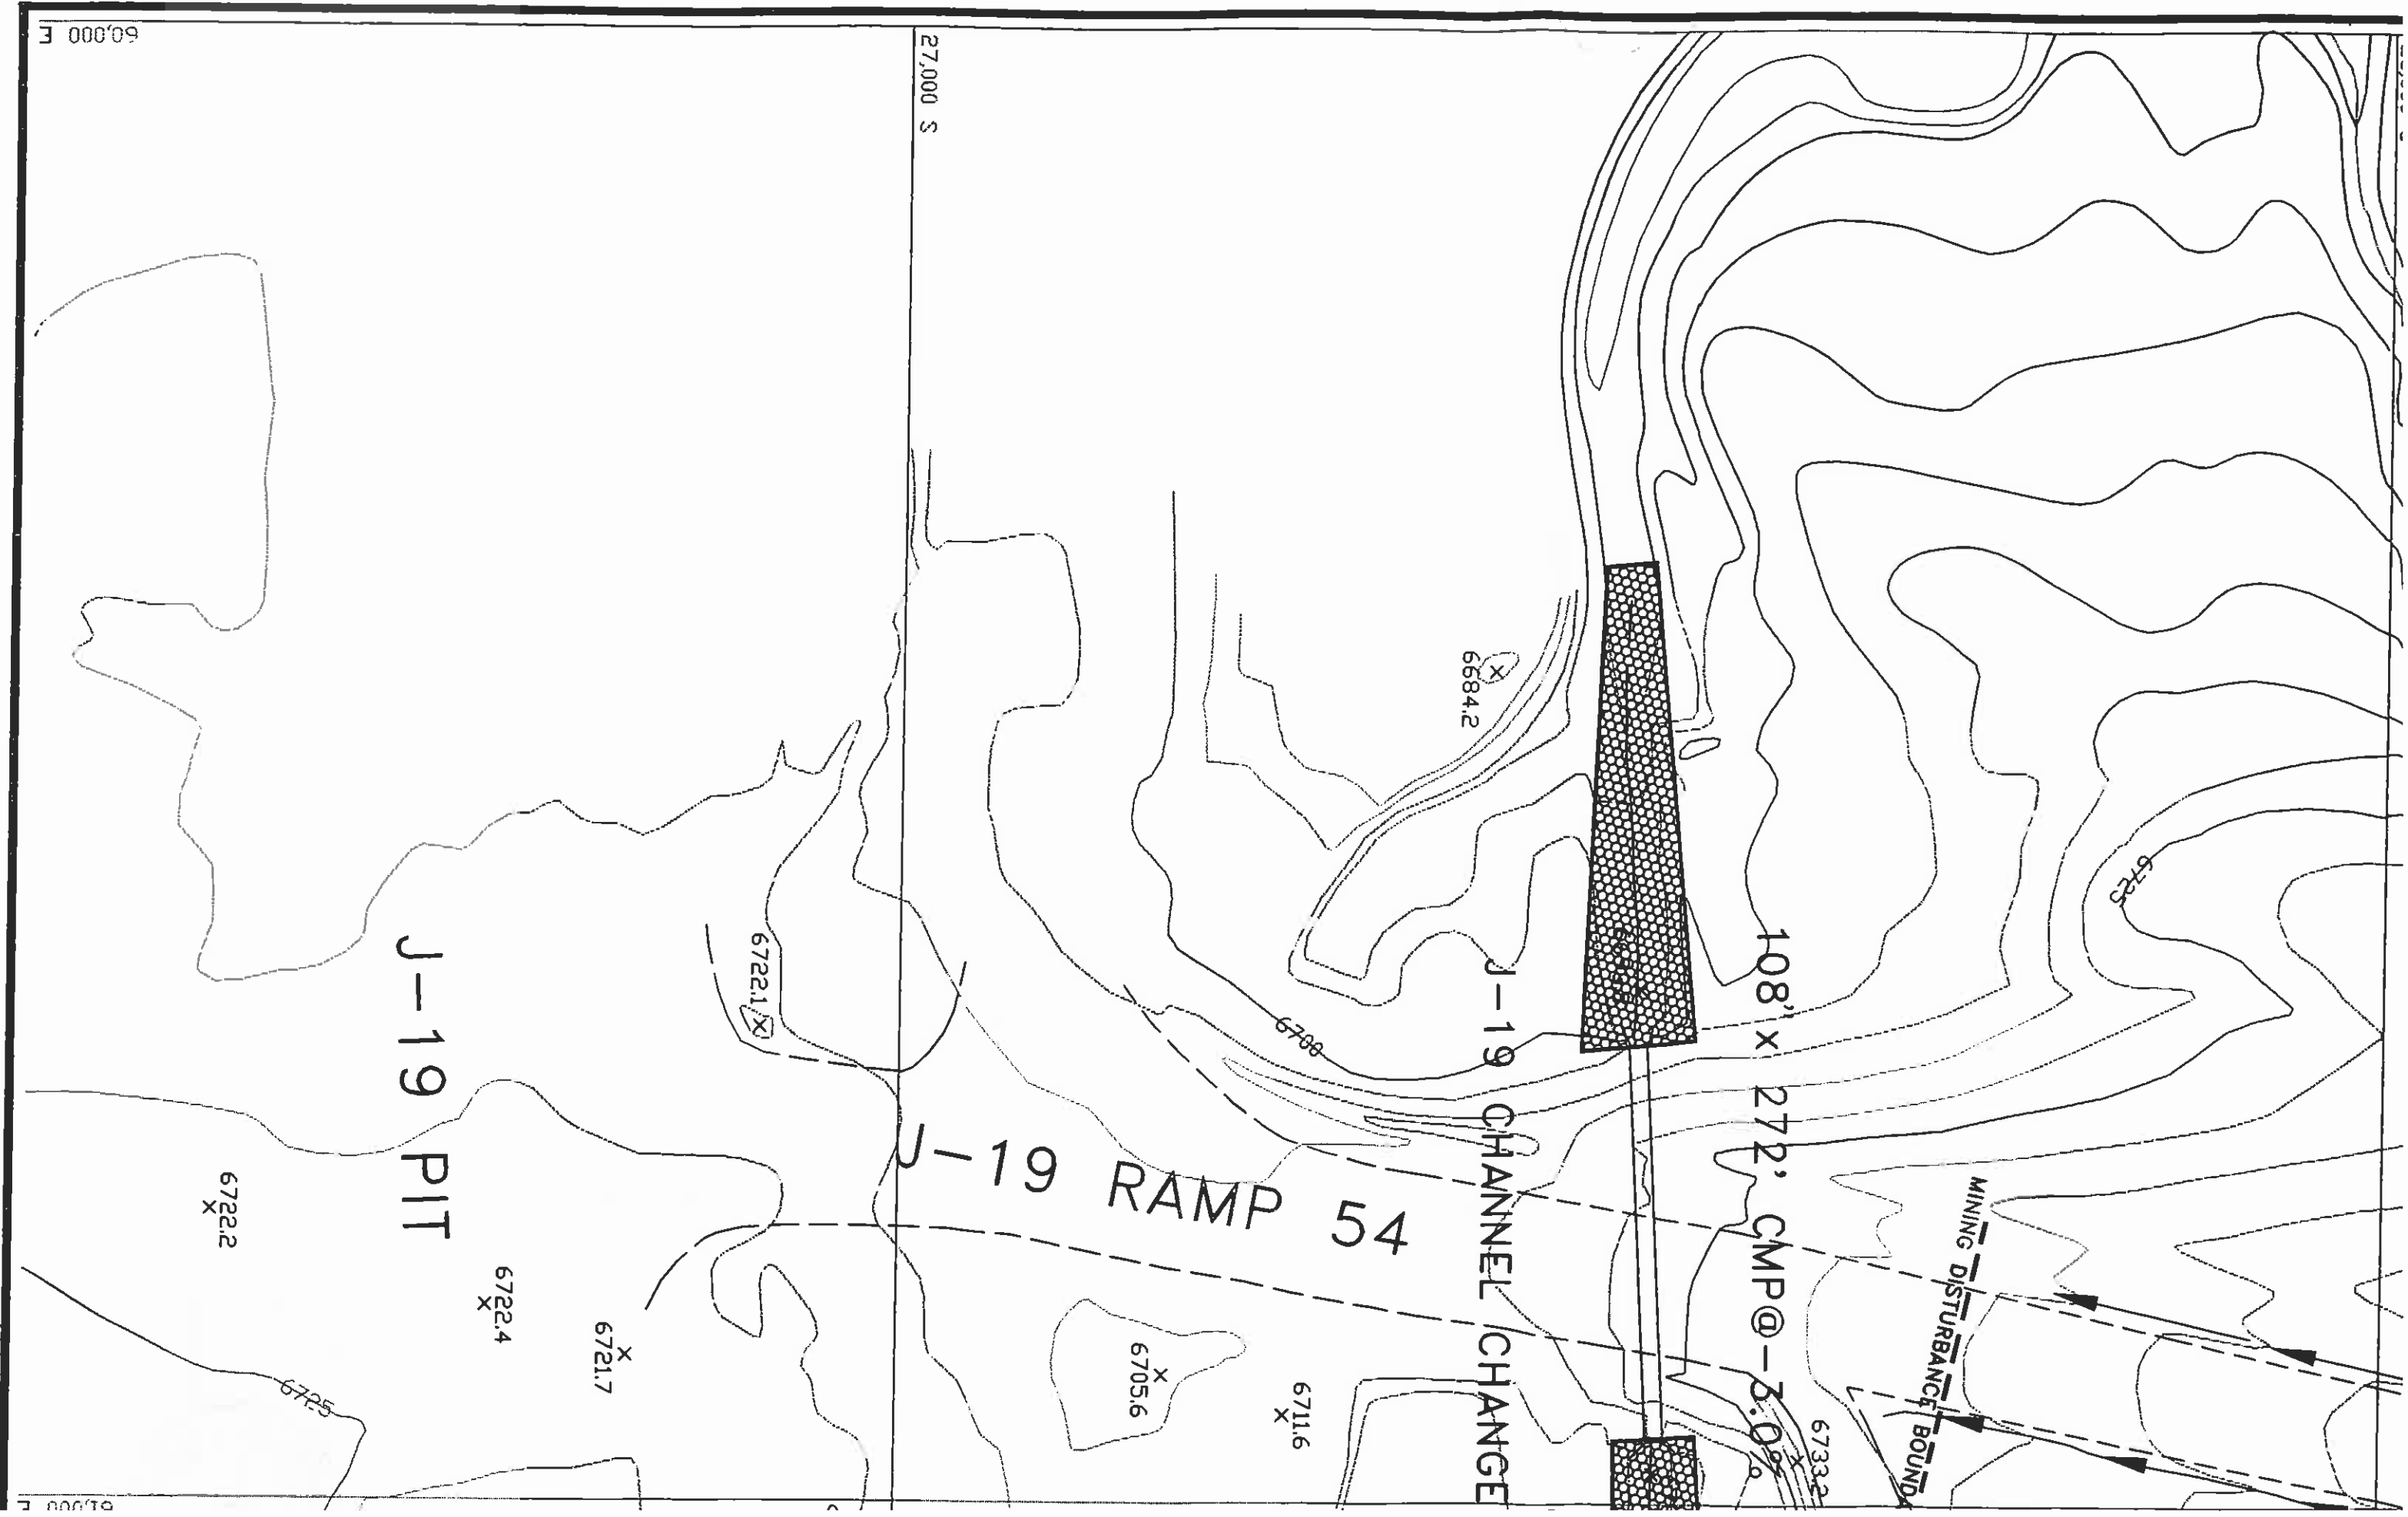 60,000 E
27,000 S
6684.2
6725
108" x 272' CMP@-3.0%
J-19 CHANNEL CHANGE
6700
6722.1
J-19 PIT
J-19 RAMP 54
MINING DISTURBANCE BOUND
6722.2
6722.4
6721.7
6705.6
6711.6
6733.2
6725
61,000 E